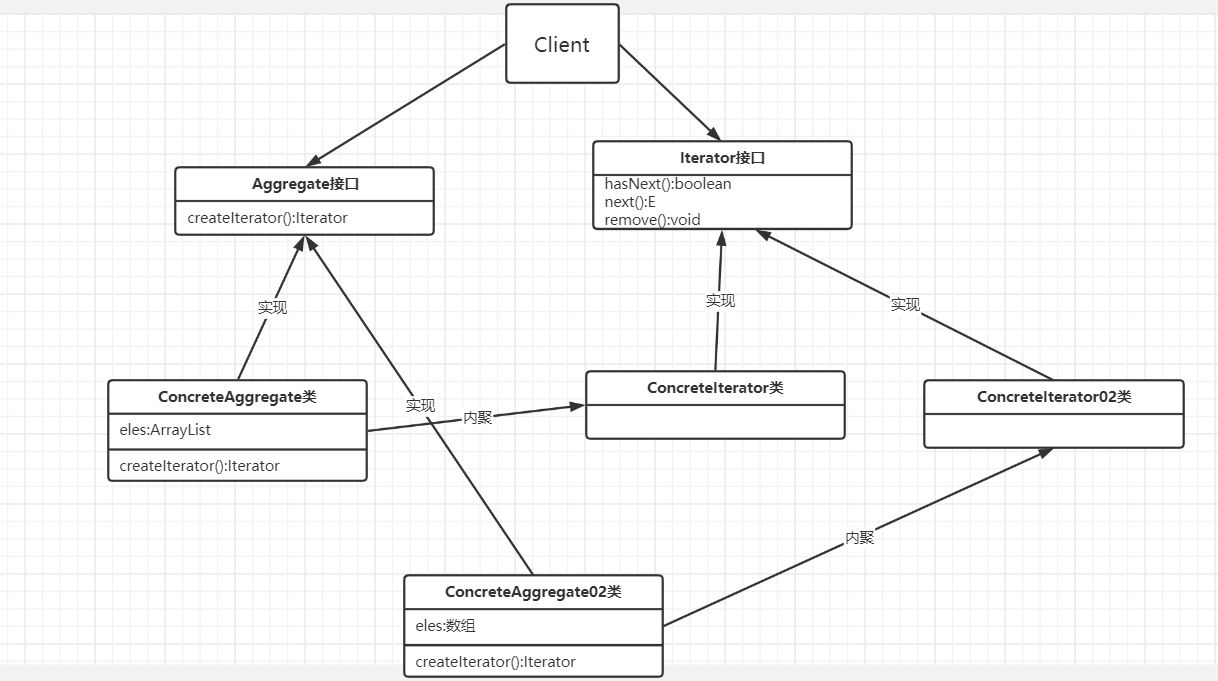 Client
Iterator接口
hasNext():boolean
next():E
remove():void
Aggregate接口
createIterator():Iterator
实现
实现
实现
ConcreteAggregate类
eles:ArrayList
createIterator():Iterator
实现
内聚
ConcreteIterator类
ConcreteIterator02类
内聚
ConcreteAggregate02类
eles:数组
createIterator():Iterator